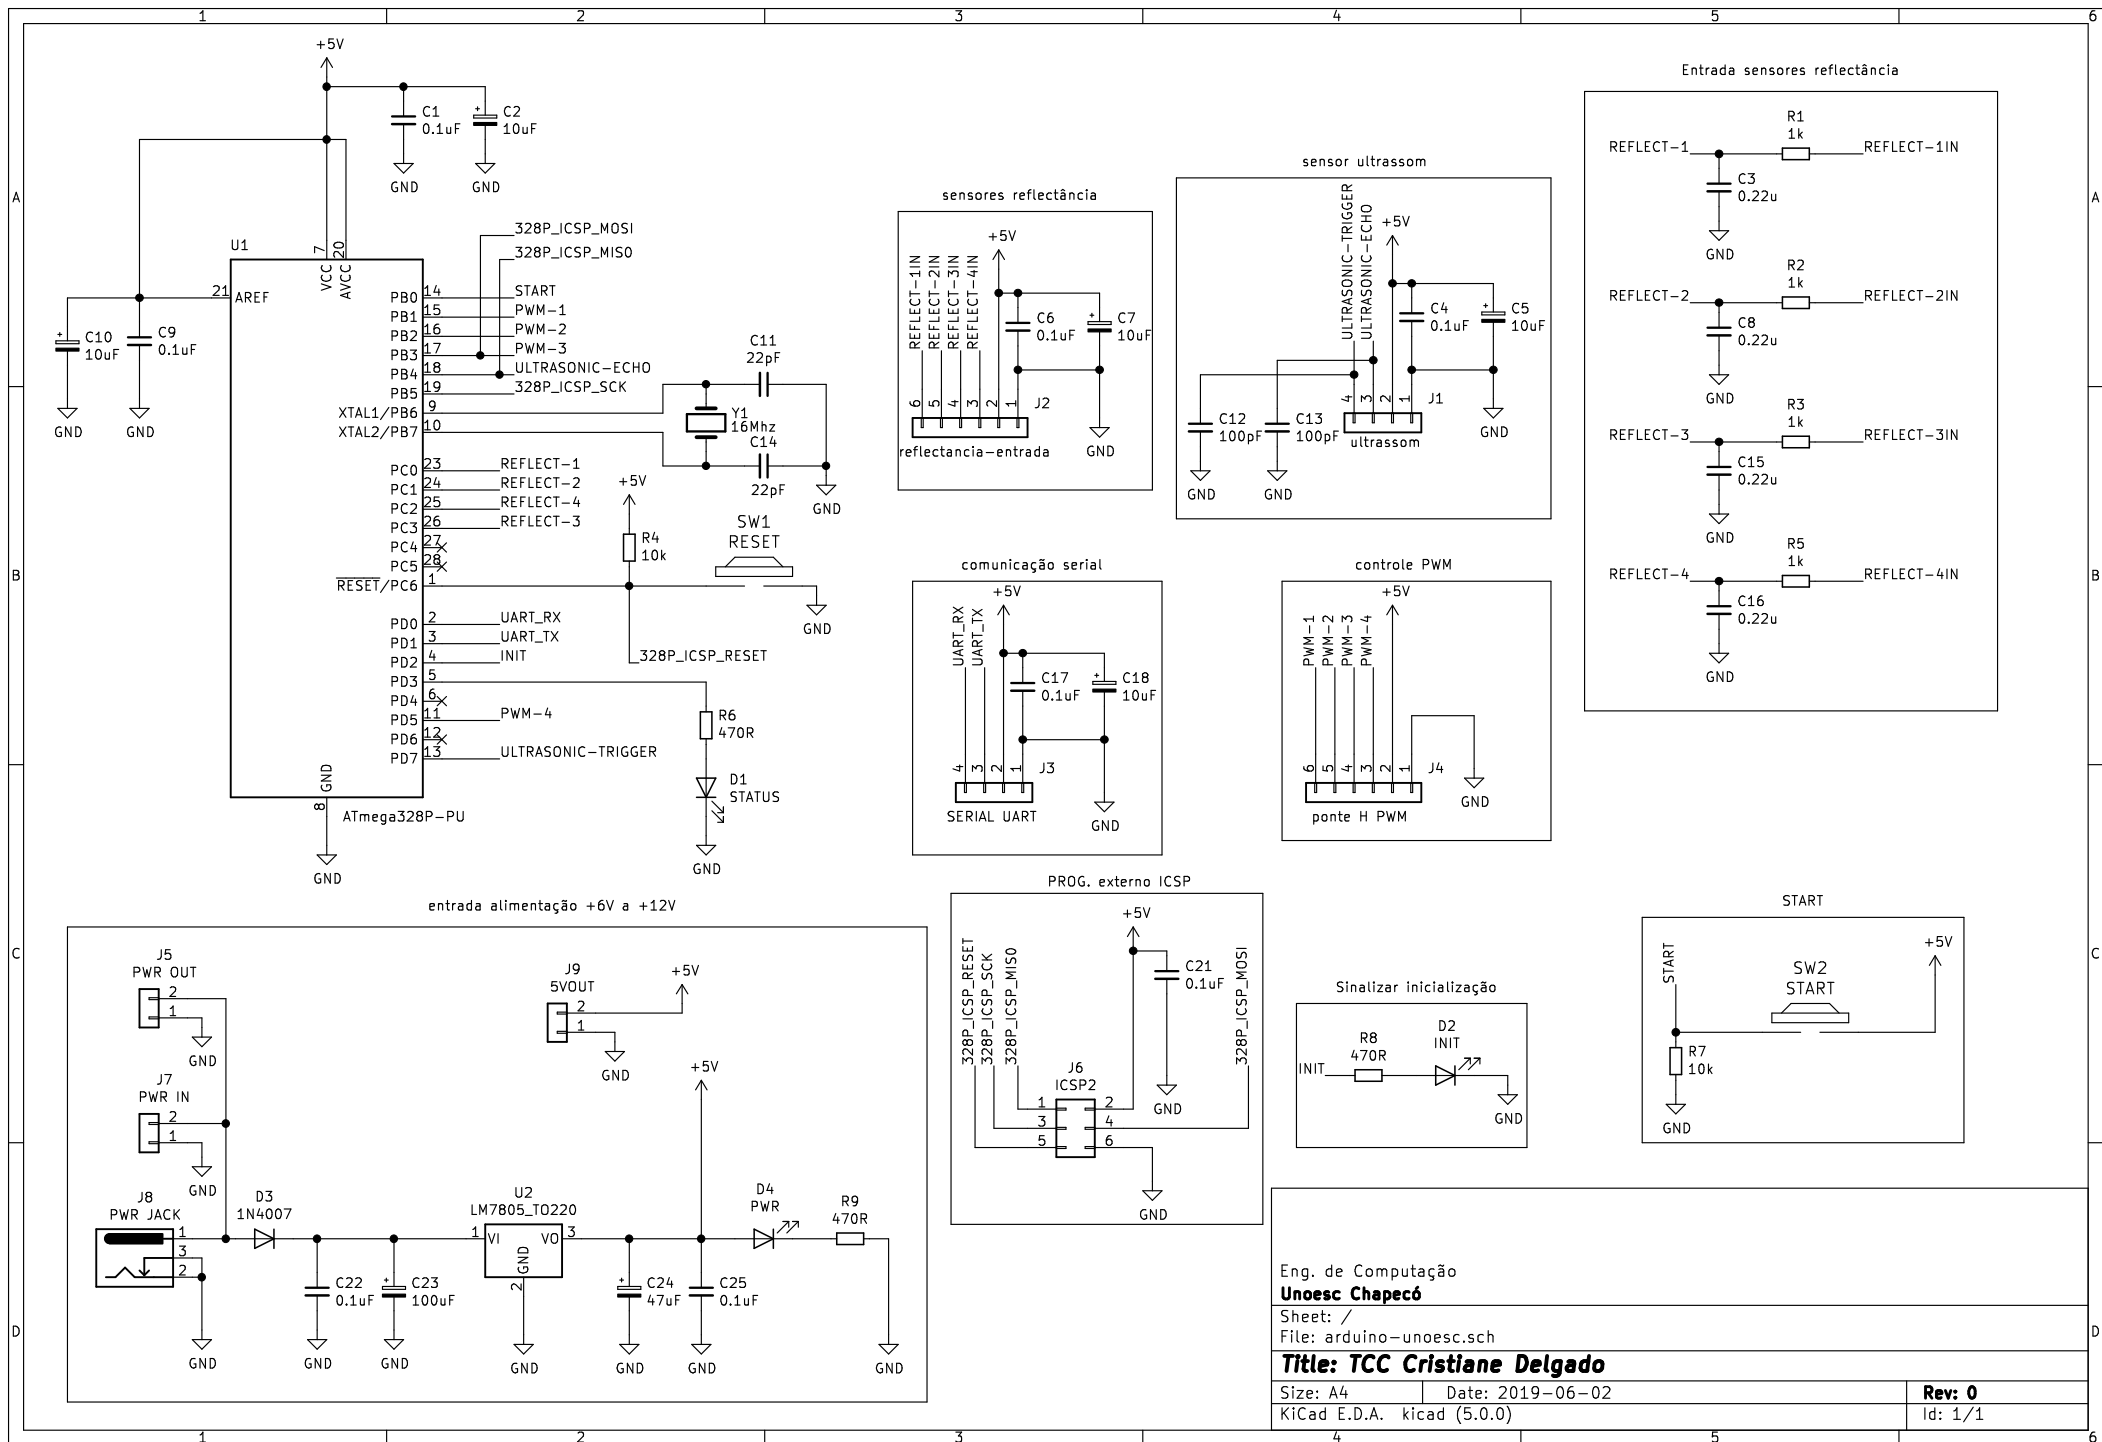 1 2 3 4 5 6
A
B
C
D
+5V
C1
0.1uF
C2
10uF
GND
GND
328P_ICSP_MOSI
328P_ICSP_MISO
U1
7
20
VCC
AVCC
21
AREF
C10
10uF
C9
0.1uF
GND
GND
PB0 14 START
PB1 15 PWM-1
PB2 16 PWM-2
PB3 17 PWM-3
PB4 18 ULTRASONIC-ECHO
PB5 19 328P_ICSP_SCK
XTAL1/PB6 9
XTAL2/PB7 10
PC0 23 REFLECT-1
PC1 24 REFLECT-2
PC2 25 REFLECT-4
PC3 26 REFLECT-3
PC4 27
PC5 28
RESET/PC6 1
PD0 2 UART_RX
PD1 3 UART_TX
PD2 4 INIT
PD3 5
PD4 6
PD5 11 PWM-4
PD6 12
PD7 13 ULTRASONIC-TRIGGER
GND
8
ATmega328P-PU
GND
C11
22pF
Y1
16Mhz
C14
22pF
GND
+5V
R4
10k
SW1
RESET
GND
328P_ICSP_RESET
R6
470R
D1
STATUS
GND
sensores reflectância
+5V
REFLECT-1IN
REFLECT-2IN
REFLECT-3IN
REFLECT-4IN
C6
0.1uF
C7
10uF
6 5 4 3 2 1
J2
reflectancia-entrada
GND
sensor ultrassom
ULTRASONIC-TRIGGER
ULTRASONIC-ECHO
+5V
C4
0.1uF
C5
10uF
C12
100pF
C13
100pF
4 3 2 1
J1
ultrassom
GND
GND
GND
Entrada sensores reflectância
REFLECT-1
R1
1k
REFLECT-1IN
C3
0.22u
GND
REFLECT-2
R2
1k
REFLECT-2IN
C8
0.22u
GND
REFLECT-3
R3
1k
REFLECT-3IN
C15
0.22u
GND
REFLECT-4
R5
1k
REFLECT-4IN
C16
0.22u
GND
comunicação serial
+5V
UART_RX
UART_TX
C17
0.1uF
C18
10uF
4 3 2 1
J3
SERIAL UART
GND
controle PWM
+5V
PWM-1
PWM-2
PWM-3
PWM-4
6 5 4 3 2 1
J4
ponte H PWM
GND
entrada alimentação +6V a +12V
J5
PWR OUT
2
1
GND
J7
PWR IN
2
1
GND
J8
PWR JACK
1
3
2
GND
D3
1N4007
C22
0.1uF
GND
C23
100uF
GND
J9
5VOUT
2
1
+5V
GND
U2
LM7805_TO220
1 VI VO 3
GND
2
GND
+5V
C24
47uF
GND
C25
0.1uF
GND
D4
PWR
R9
470R
GND
PROG. externo ICSP
+5V
328P_ICSP_RESET
328P_ICSP_SCK
328P_ICSP_MISO
C21
0.1uF
328P_ICSP_MOSI
GND
J6
ICSP2
1 2
3 4
5 6
GND
Sinalizar inicialização
INIT
R8
470R
D2
INIT
GND
START
START
+5V
SW2
START
R7
10k
GND
Eng. de Computação
Unoesc Chapecó
Sheet: /
File: arduino-unoesc.sch
Title: TCC Cristiane Delgado
Size: A4 Date: 2019-06-02 Rev: 0
KiCad E.D.A. kicad (5.0.0) Id: 1/1
A
B
C
D
1 2 3 4 5 6